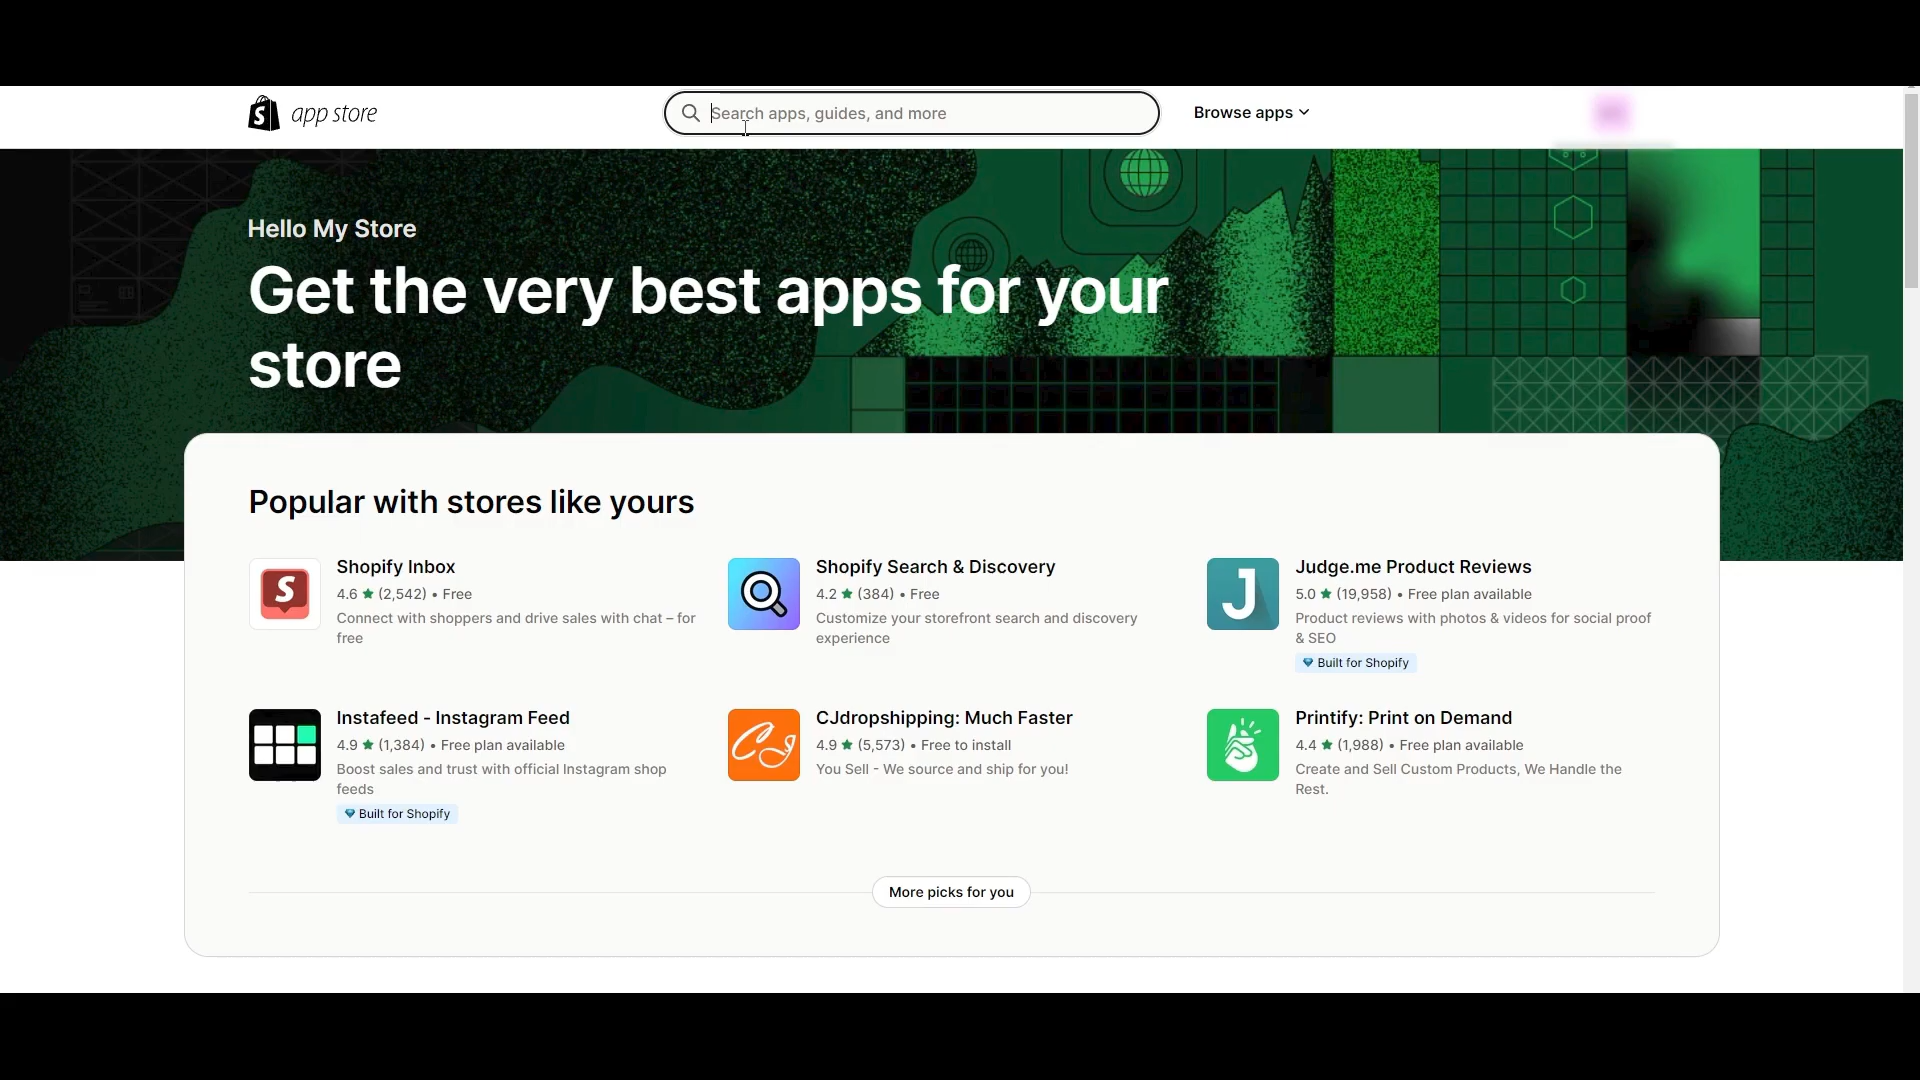 app store
Search apps, guides, and more
Browse apps
Hello My Store
Get the very best apps for your
store
Popular with stores like yours
Shopify Inbox
4.6 ★ (2,542) • Free
Connect with shoppers and drive sales with chat – for
free
Shopify Search & Discovery
4.2 ★ (384) • Free
Customize your storefront search and discovery
experience
Judge.me Product Reviews
5.0 ★ (19,958) • Free plan available
Product reviews with photos & videos for social proof
& SEO
Built for Shopify
Instafeed - Instagram Feed
4.9 ★ (1,384) • Free plan available
Boost sales and trust with official Instagram shop
feeds
Built for Shopify
CJdropshipping: Much Faster
4.9 ★ (5,573) • Free to install
You Sell - We source and ship for you!
Printify: Print on Demand
4.4 ★ (1,988) • Free plan available
Create and Sell Custom Products, We Handle the
Rest.
More picks for you